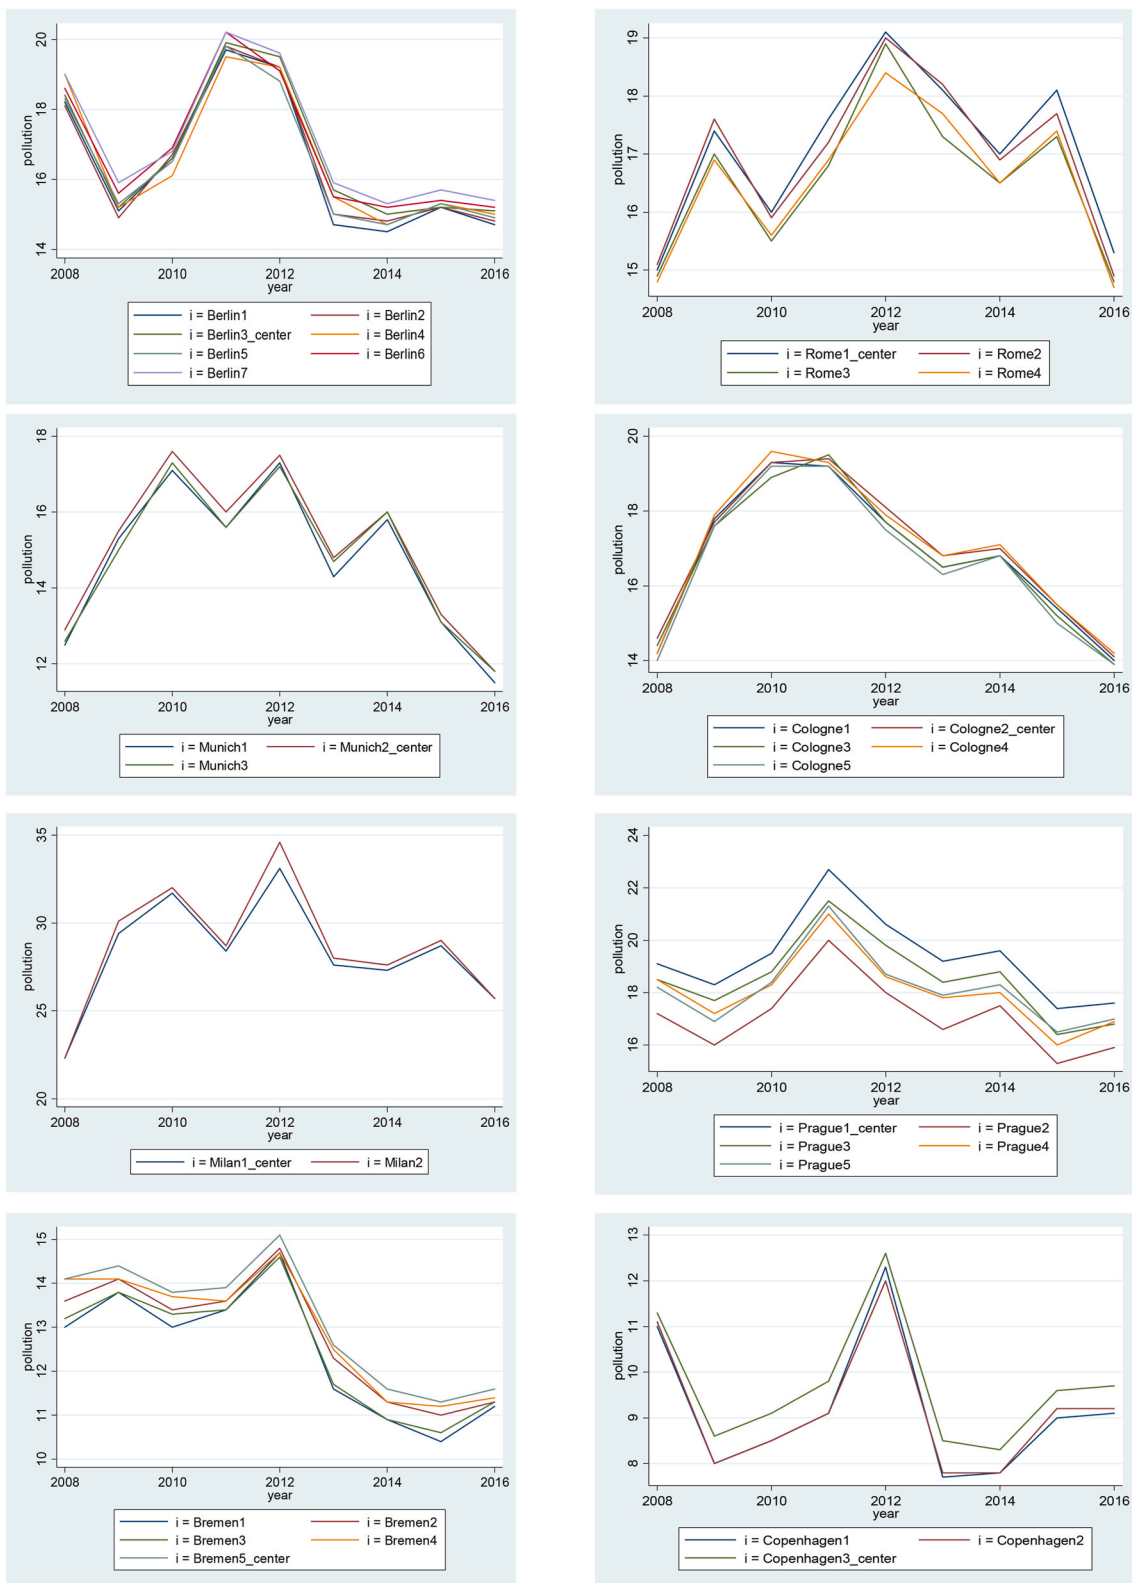 pollution
20
18
16
14
2008 2010 2012 2014 2016
year
i = Berlin1 i = Berlin2
i = Berlin3_center i = Berlin4
i = Berlin5 i = Berlin6
i = Berlin7
pollution
19
18
17
16
15
2008 2010 2012 2014 2016
year
i = Rome1_center i = Rome2
i = Rome3 i = Rome4
pollution
18
16
14
12
2008 2010 2012 2014 2016
year
i = Munich1 i = Munich2_center
i = Munich3
pollution
20
18
16
14
2008 2010 2012 2014 2016
year
i = Cologne1 i = Cologne2_center
i = Cologne3 i = Cologne4
i = Cologne5
pollution
35
30
25
20
2008 2010 2012 2014 2016
year
i = Milan1_center i = Milan2
pollution
24
22
20
18
16
2008 2010 2012 2014 2016
year
i = Prague1_center i = Prague2
i = Prague3 i = Prague4
i = Prague5
pollution
15
14
13
12
11
10
2008 2010 2012 2014 2016
year
i = Bremen1 i = Bremen2
i = Bremen3 i = Bremen4
i = Bremen5_center
pollution
13
12
11
10
9
8
2008 2010 2012 2014 2016
year
i = Copenhagen1 i = Copenhagen2
i = Copenhagen3_center